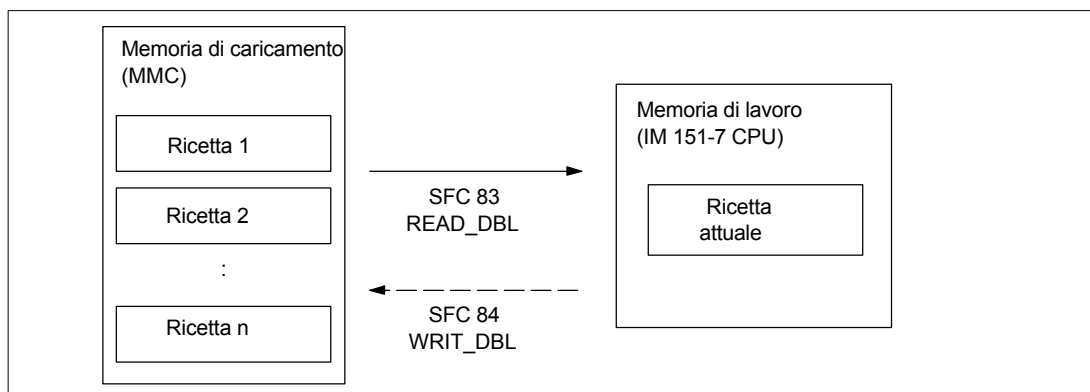 Memoria di caricamento
(MMC)
Ricetta 1
Ricetta 2
:
Ricetta n
SFC 83
READ_DBL
SFC 84
WRIT_DBL
Memoria di lavoro
(IM 151-7 CPU)
Ricetta
attuale